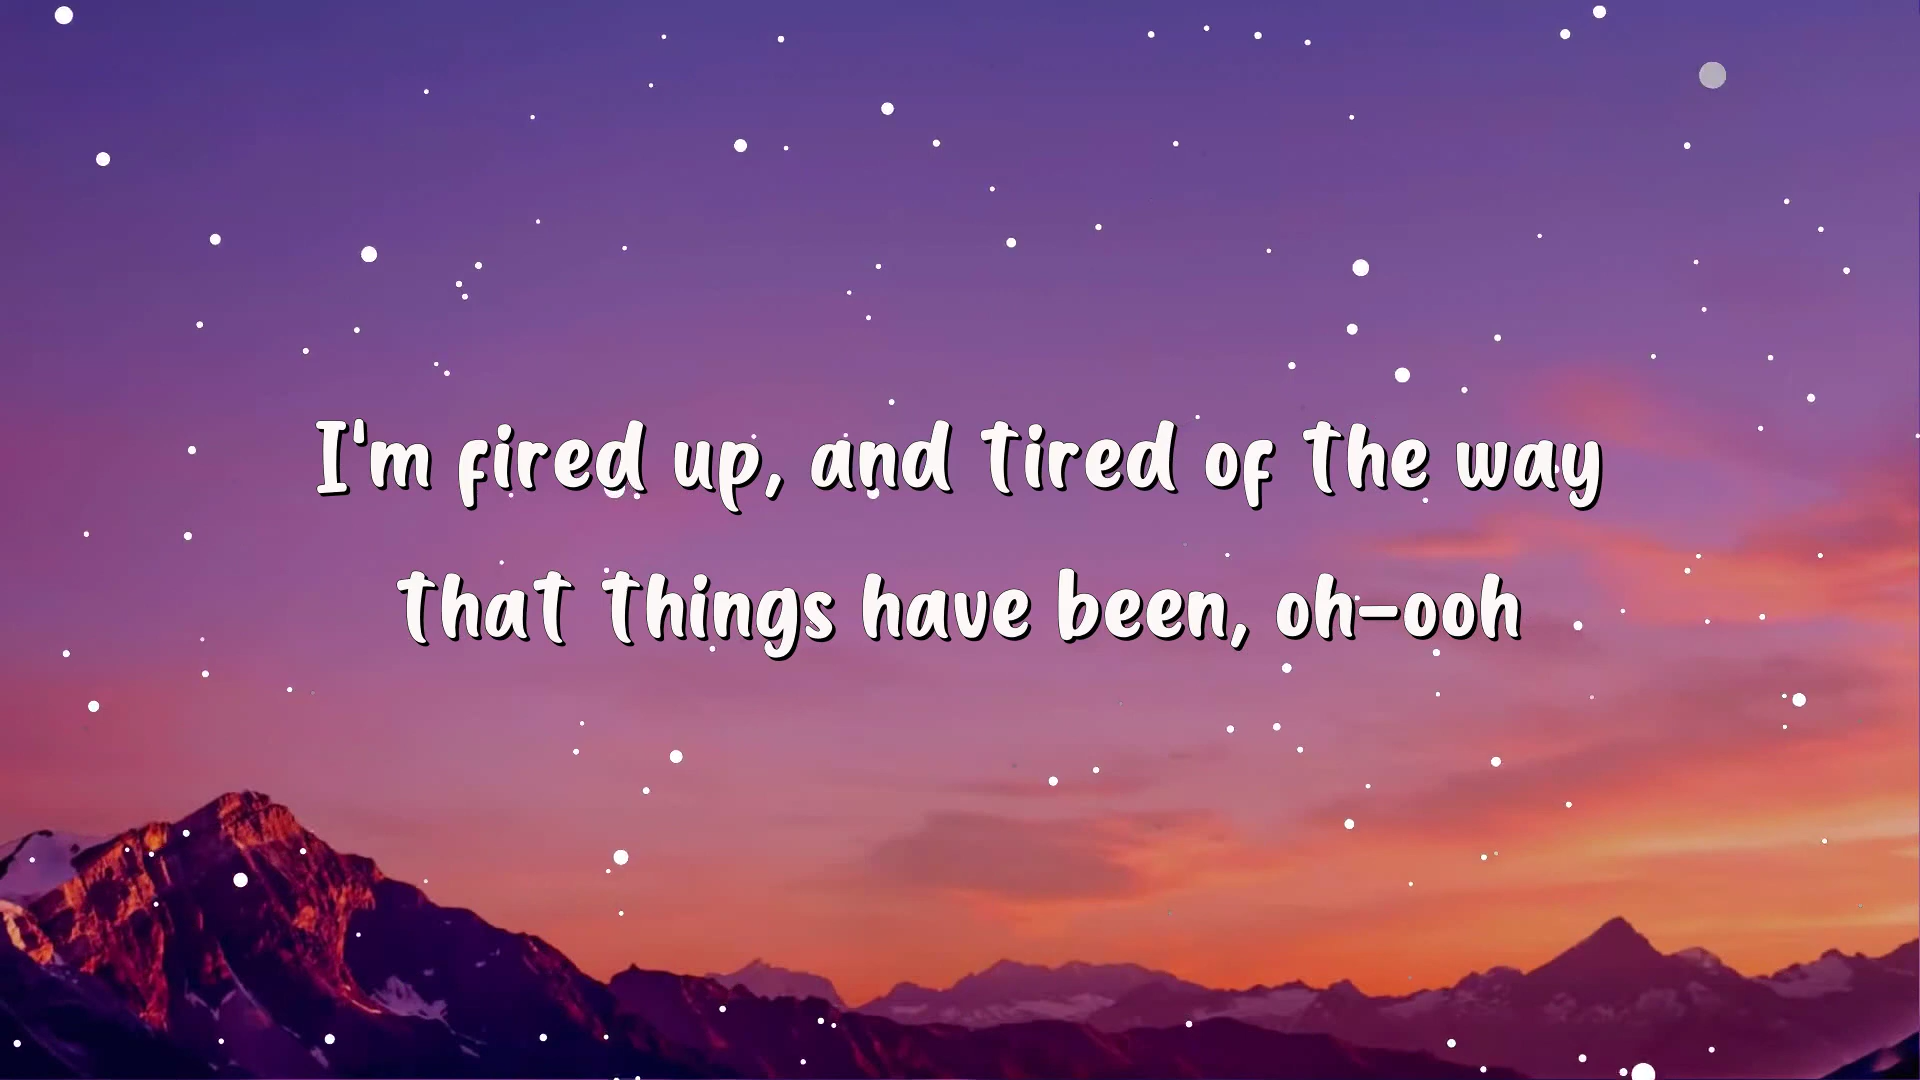 I'm fired up, and tired of the way
that things have been, oh-ooh